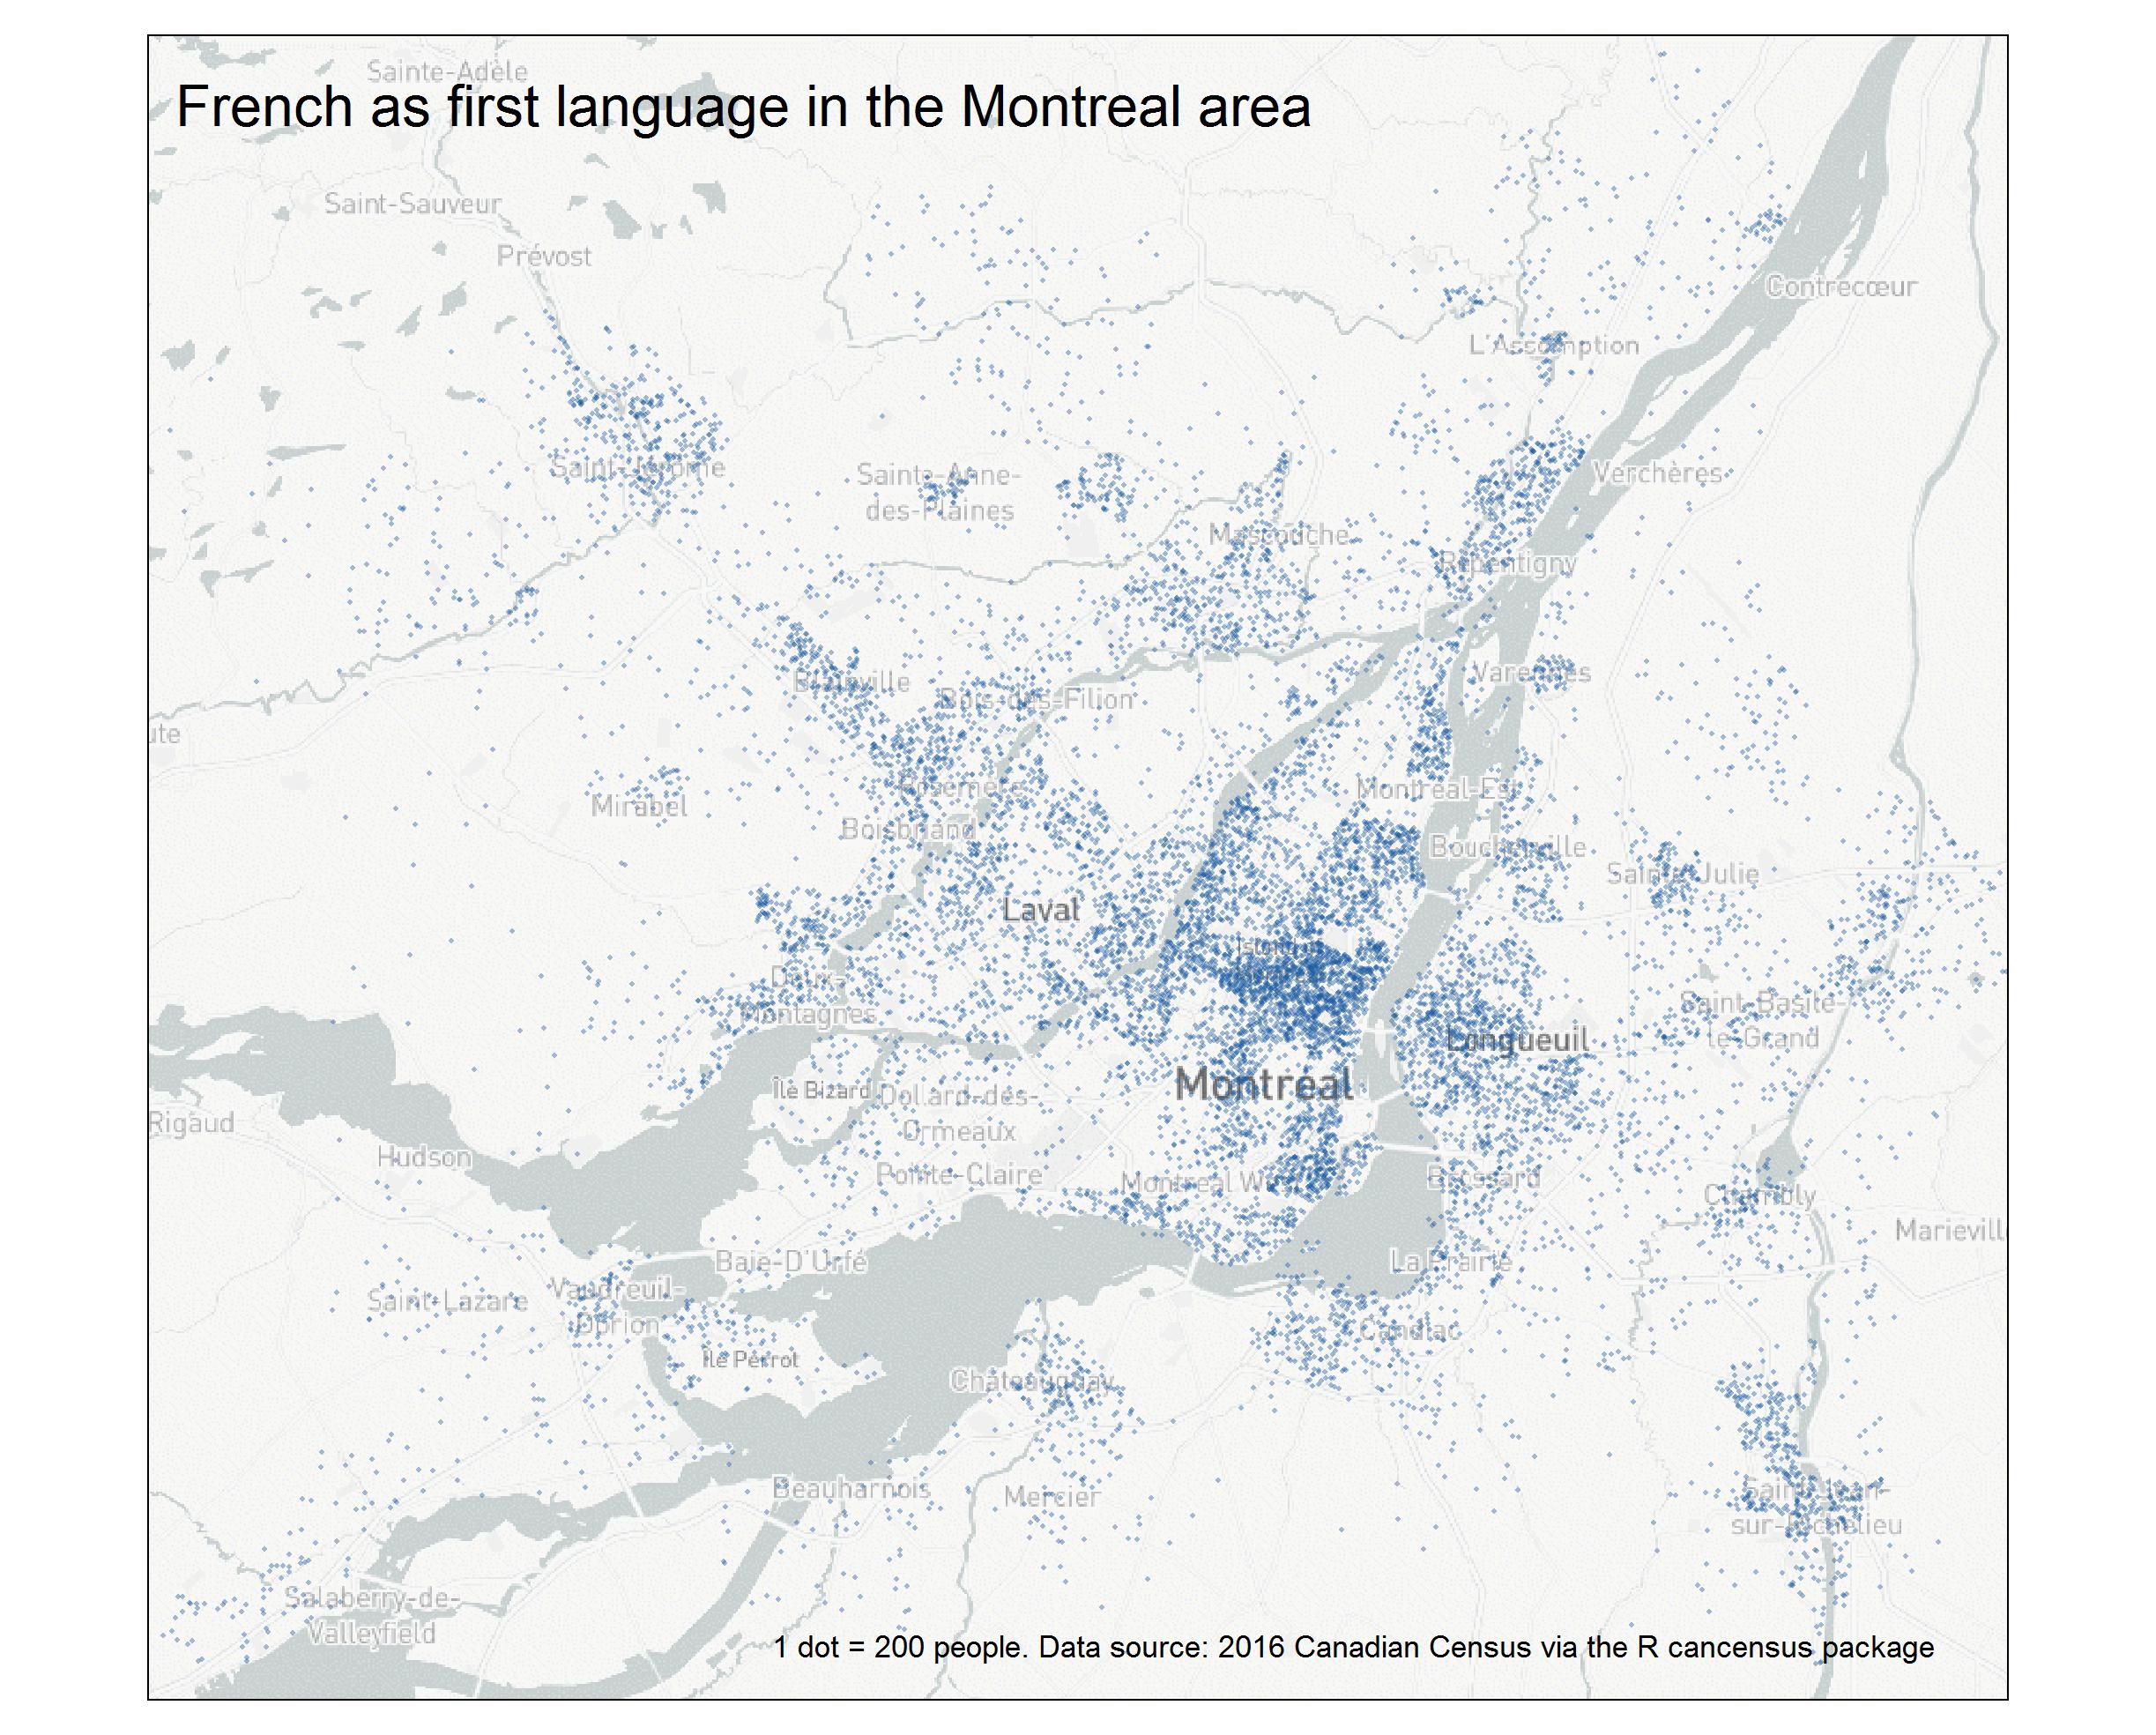 Sainte-Adèle
French as first language in the Montreal area
Saint-Sauveur
Prévost
Contrecœur
L'Assomption
Saint-Jérôme
Sainte-Anne-
des-Plaines
Verchères
Mascouche
Repentigny
Varennes
Blainville
Bois-des-Filion
ute
Rosemère
Montréal-Est
Mirabel
Boisbriand
Boucherville
Sainte-Julie
Laval
Island of
Deux-
Montagnes
Saint-Basile-
le-Grand
Longueuil
Montreal
Île Bizard
Dollard-des-
Ormeaux
Rigaud
Hudson
Pointe-Claire
Montreal West
Brossard
Chambly
Marievill
Baie-D'Urfé
La Prairie
Vaudreuil-
Dorion
Saint-Lazare
Candiac
Île Perrot
Châteauguay
Beauharnois
Mercier
Saint-Jean-
sur-Richelieu
Salaberry-de-
Valleyfield
1 dot = 200 people. Data source: 2016 Canadian Census via the R cancensus package